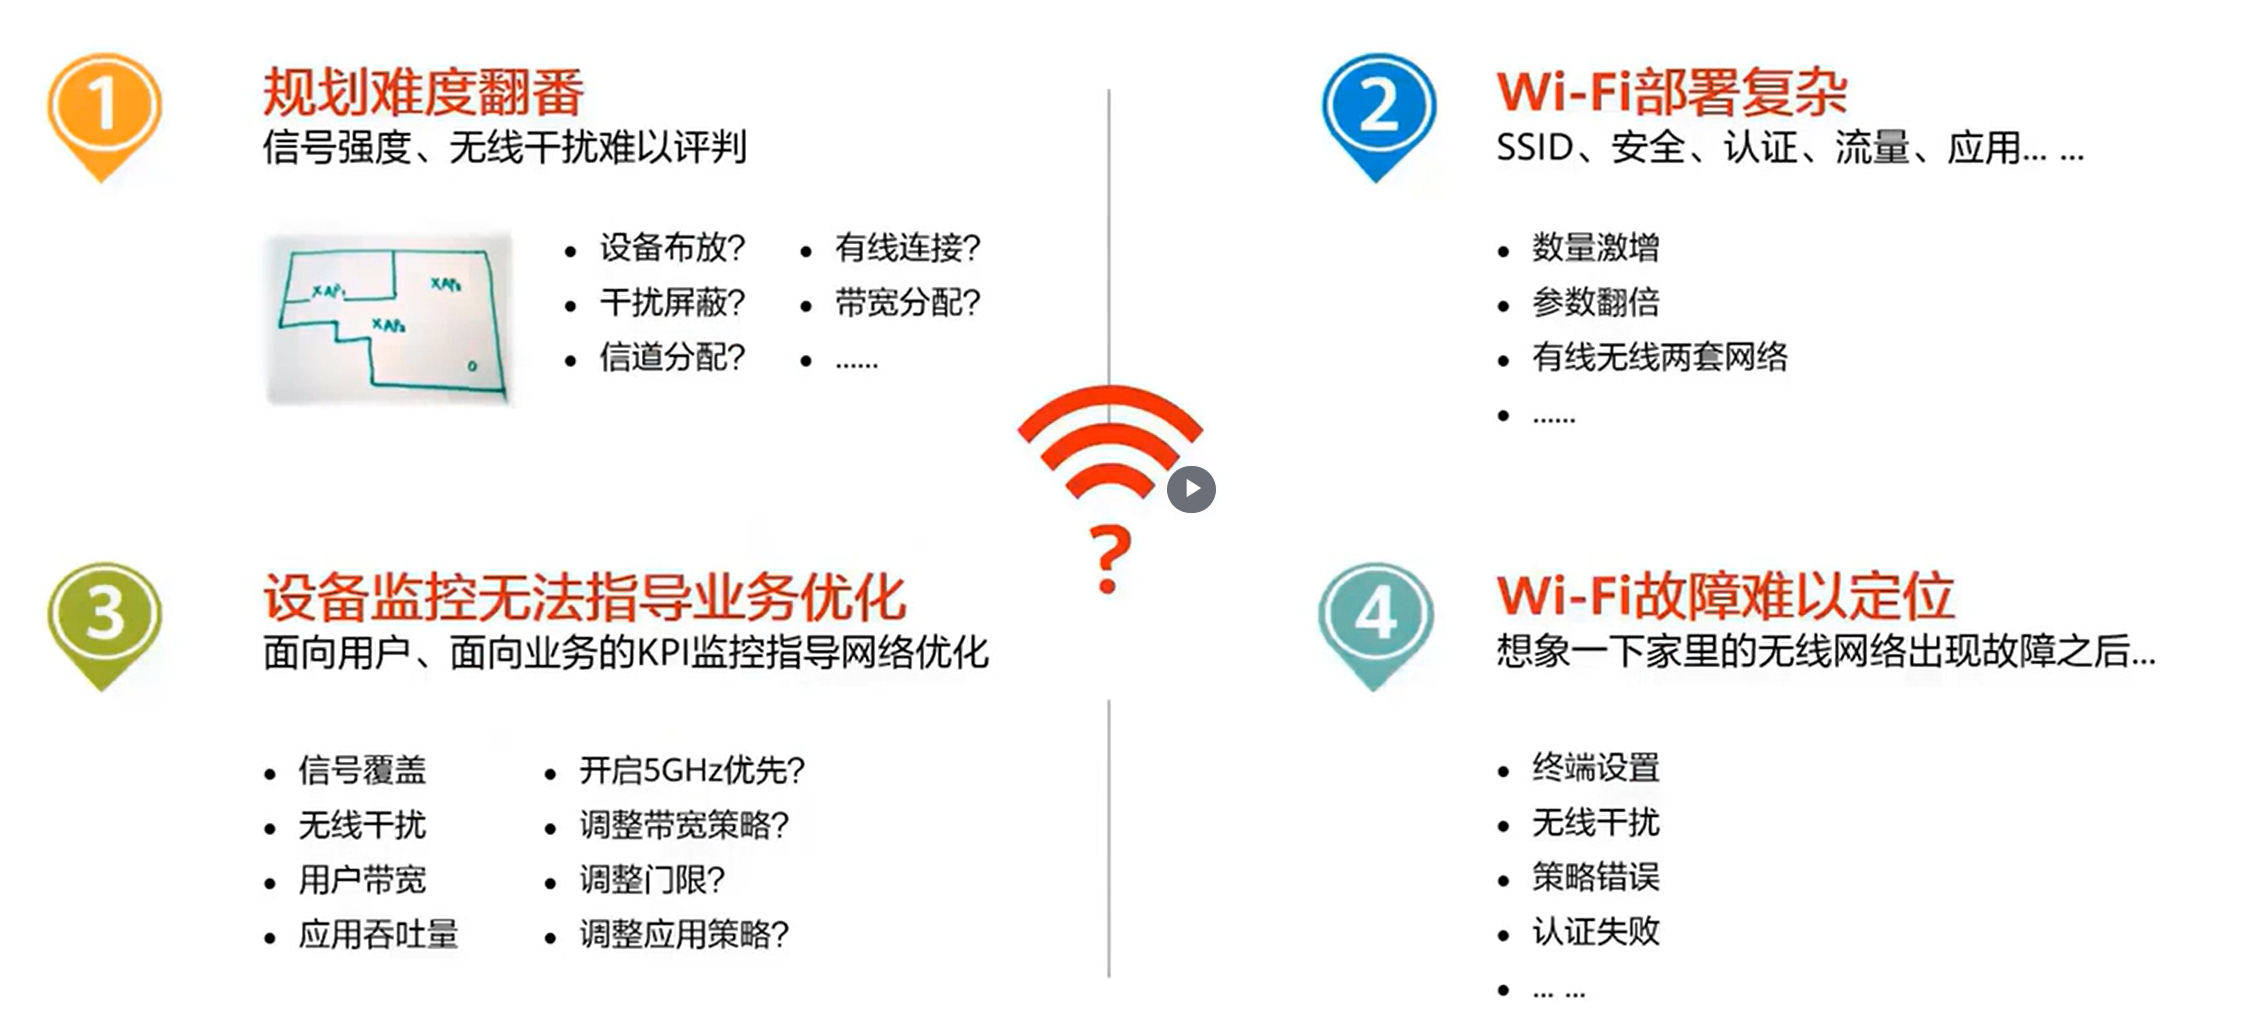 1
规划难度翻番
信号强度、无线干扰难以评判
XAP1
XAP2
• 设备布放?
• 干扰屏蔽?
• 信道分配?
• 有线连接?
• 带宽分配?
• ......
2
Wi-Fi部署复杂
SSID、安全、认证、流量、应用... ...
• 数量激增
• 参数翻倍
• 有线无线两套网络
• ......
?
3
设备监控无法指导业务优化
面向用户、面向业务的KPI监控指导网络优化
• 信号覆盖
• 无线干扰
• 用户带宽
• 应用吞吐量
• 开启5GHz优先?
• 调整带宽策略?
• 调整门限?
• 调整应用策略?
4
Wi-Fi故障难以定位
想象一下家里的无线网络出现故障之后...
• 终端设置
• 无线干扰
• 策略错误
• 认证失败
• ... ...